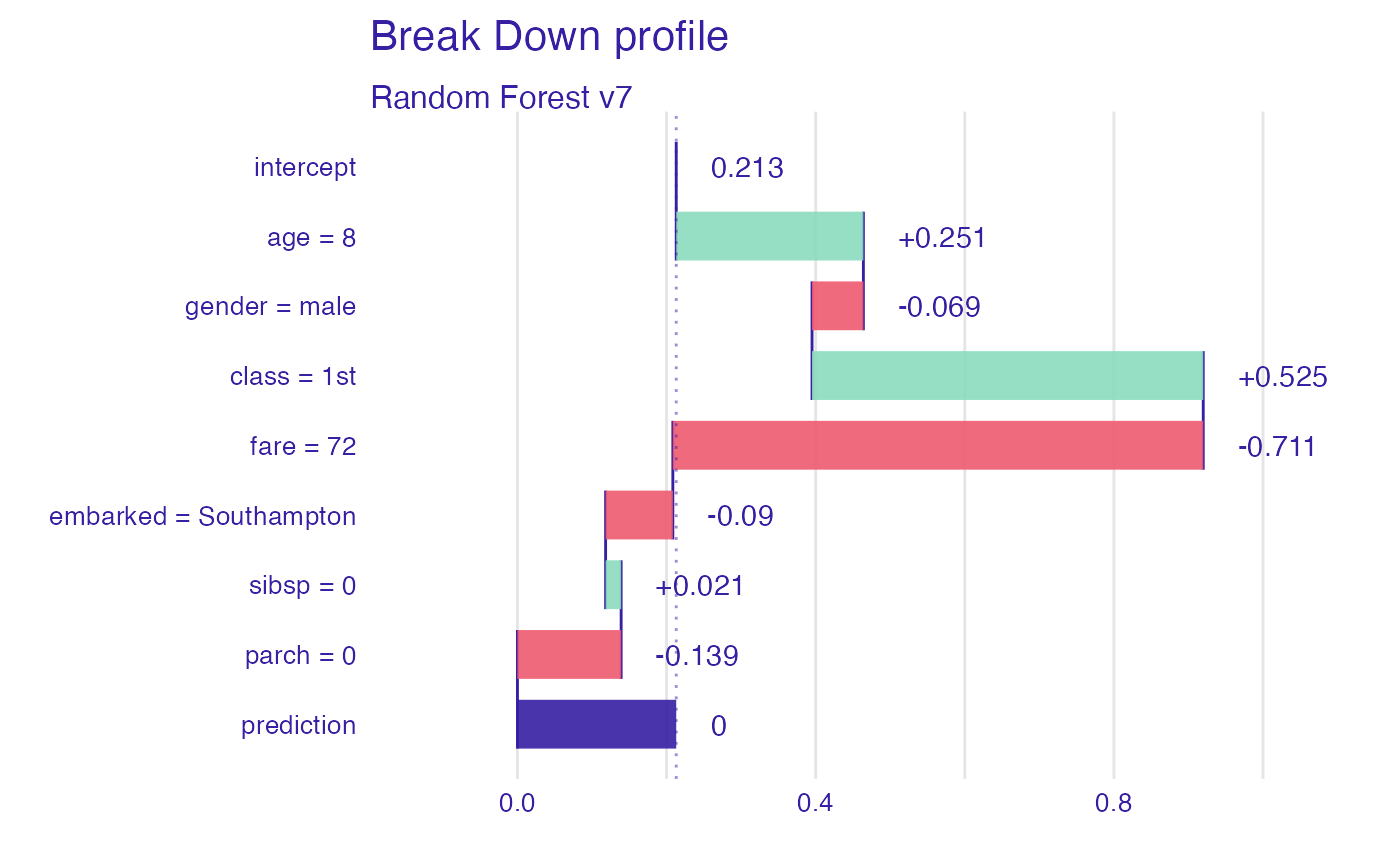 Break Down profile
Random Forest v7
intercept 0.213
age = 8 +0.251
gender = male -0.069
class = 1st +0.525
fare = 72 -0.711
embarked = Southampton -0.09
sibsp = 0 +0.021
parch = 0 -0.139
prediction 0
0.0 0.4 0.8